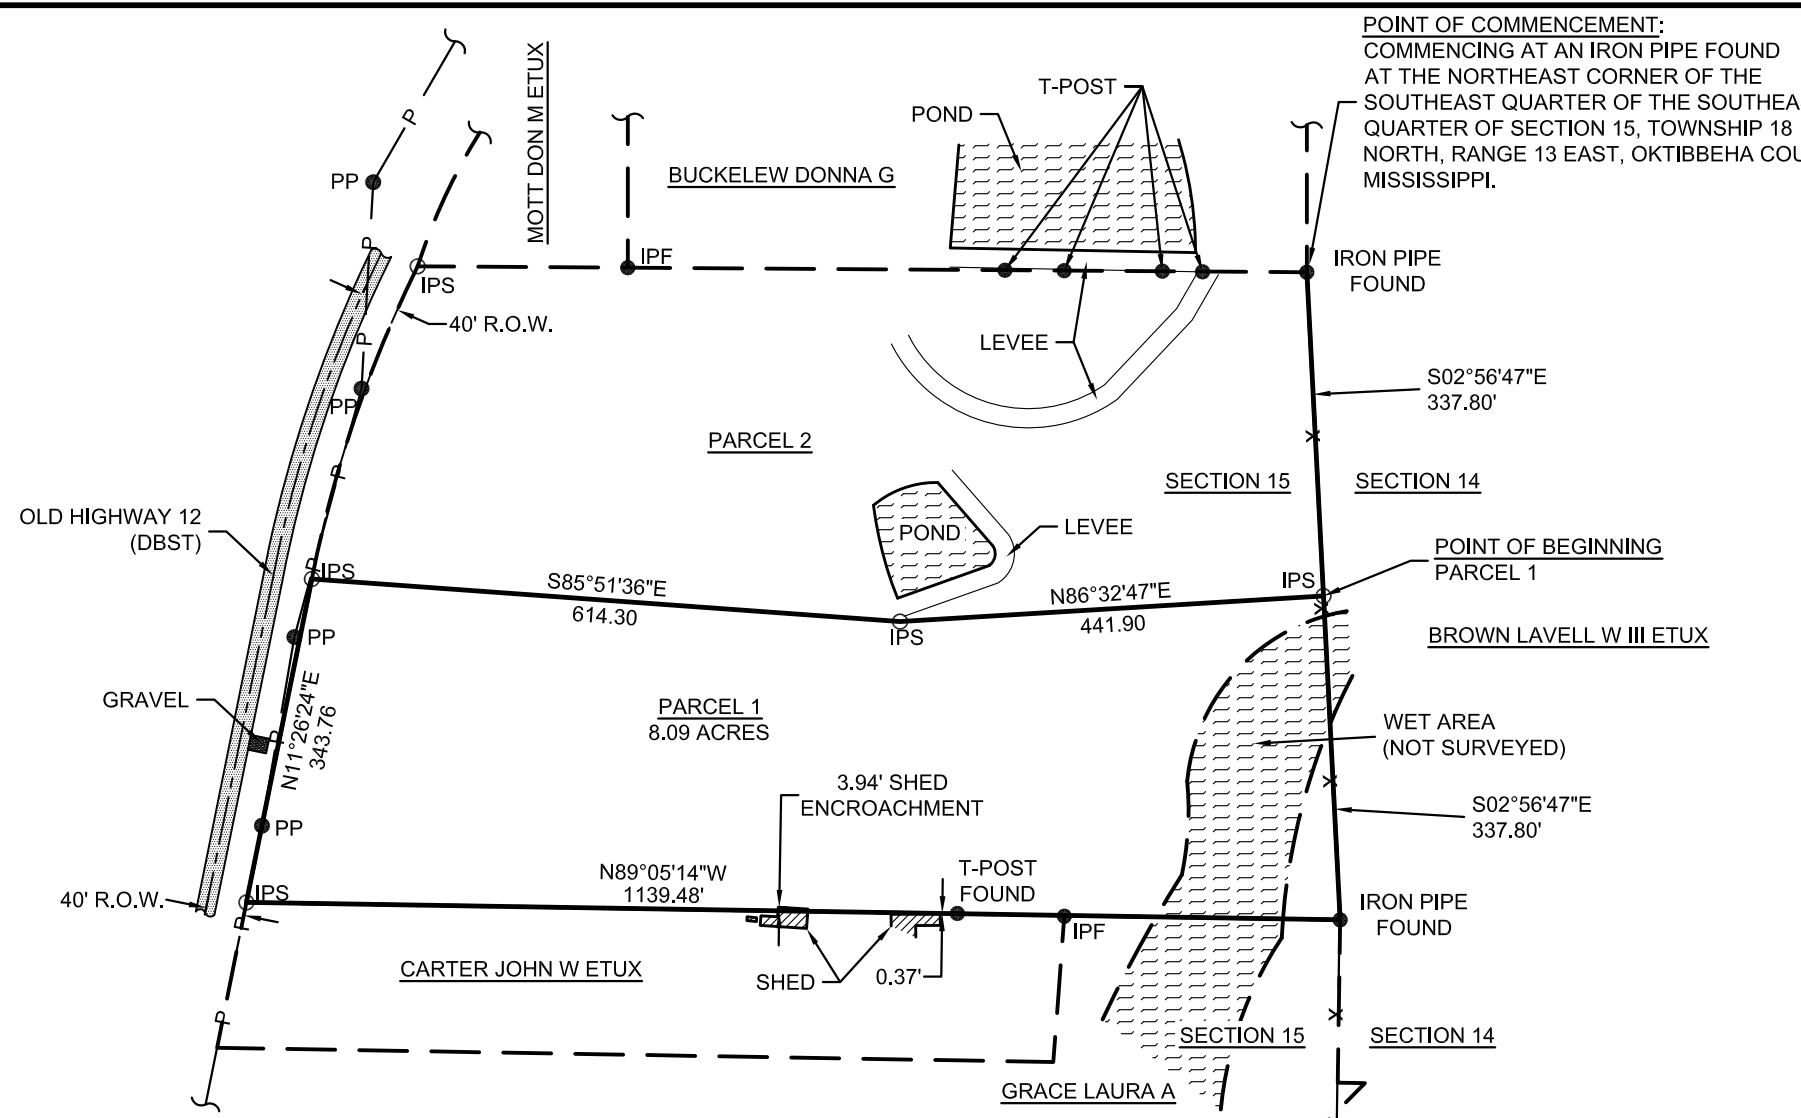 POINT OF COMMENCEMENT:
COMMENCING AT AN IRON PIPE FOUND
AT THE NORTHEAST CORNER OF THE
SOUTHEAST QUARTER OF THE SOUTHEA
QUARTER OF SECTION 15, TOWNSHIP 18
NORTH, RANGE 13 EAST, OKTIBBEHA COU
MISSISSIPPI.
MOTT DON M ETUX
T-POST
POND
BUCKELEW DONNA G
P
PP
P
IPF
IPS
IRON PIPE
FOUND
40' R.O.W.
P
LEVEE
PP
S02°56'47"E
337.80'
PARCEL 2
P
X
SECTION 15
SECTION 14
OLD HIGHWAY 12
(DBST)
POND
LEVEE
POINT OF BEGINNING
PARCEL 1
P
IPS
S85°51'36"E
614.30
N86°32'47"E
441.90
IPS
X
IPS
PP
BROWN LAVELL W III ETUX
GRAVEL
P
N11°26'24"E
343.76
PARCEL 1
8.09 ACRES
WET AREA
(NOT SURVEYED)
3.94' SHED
ENCROACHMENT
X
S02°56'47"E
337.80'
PP
N89°05'14"W
1139.48'
T-POST
FOUND
40' R.O.W.
IPS
P
IPF
IRON PIPE
FOUND
CARTER JOHN W ETUX
SHED
0.37'
P
X
SECTION 15
SECTION 14
GRACE LAURA A